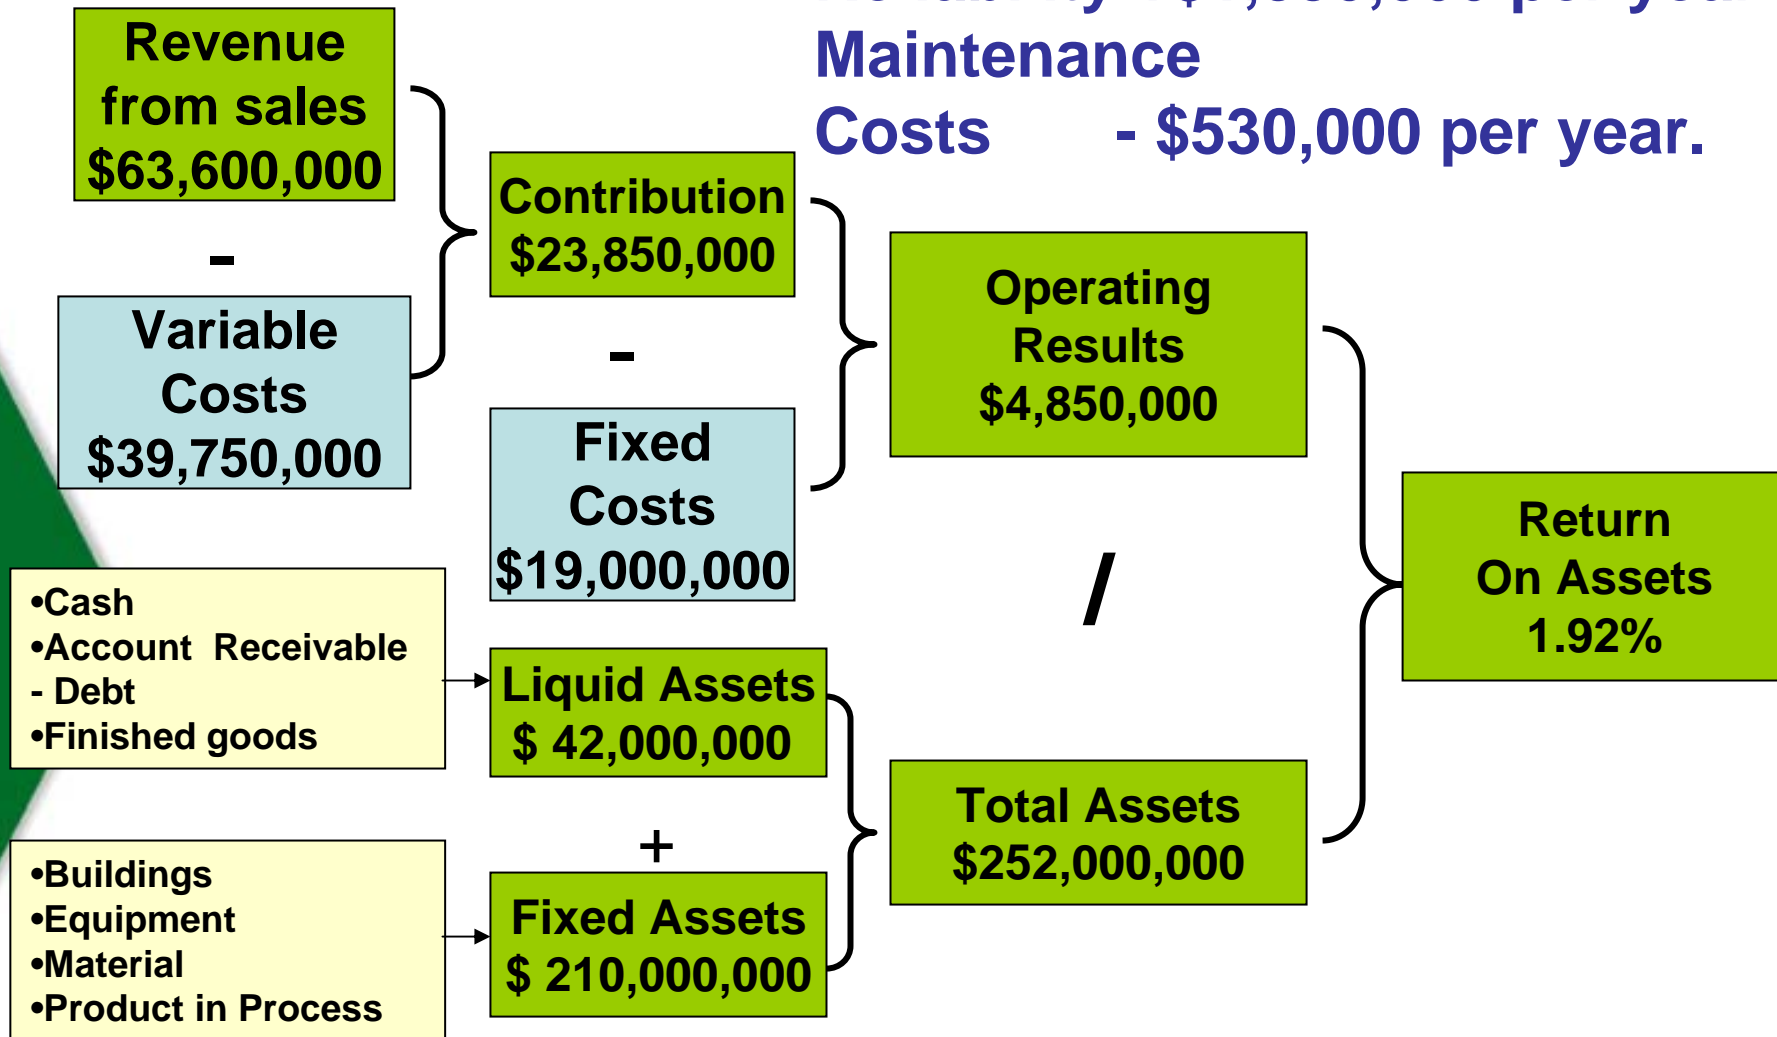 per year
Maintenance
Costs - $530,000 per year.
Revenue
from sales
$63,600,000
-
Variable
Costs
$39,750,000
Contribution
$23,850,000
-
Fixed
Costs
$19,000,000
Operating
Results
$4,850,000
/
Return
On Assets
1.92%
•Cash
•Account Receivable
- Debt
•Finished goods
Liquid Assets
$ 42,000,000
+
•Buildings
•Equipment
•Material
•Product in Process
Fixed Assets
$ 210,000,000
Total Assets
$252,000,000